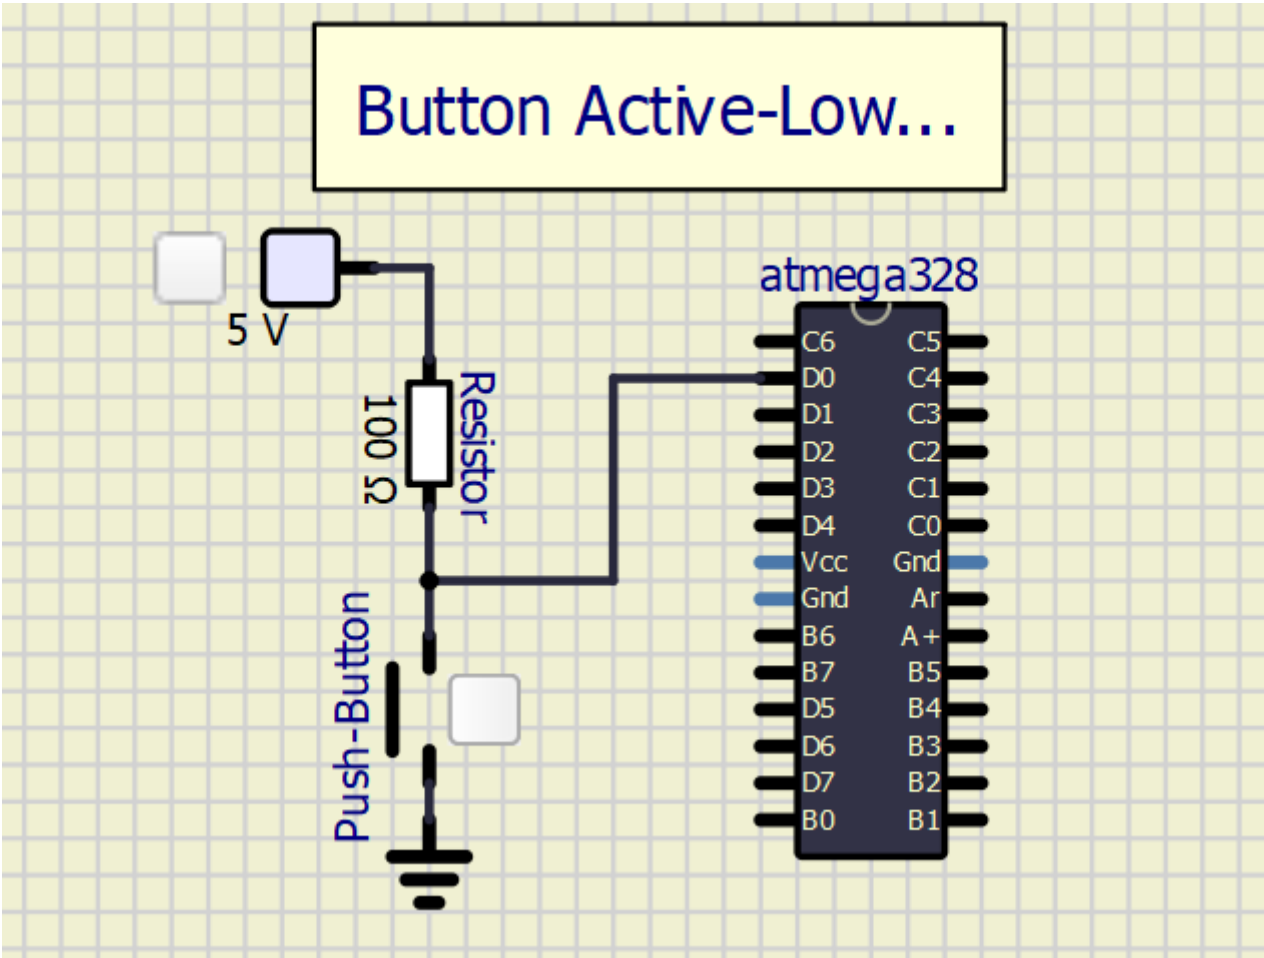 Button Active-Low...
5 V
Resistor
100 Ω
Push-Button
atmega328
C6 C5
D0 C4
D1 C3
D2 C2
D3 C1
D4 C0
Vcc Gnd
Gnd Ar
B6 A+
B7 B5
D5 B4
D6 B3
D7 B2
B0 B1